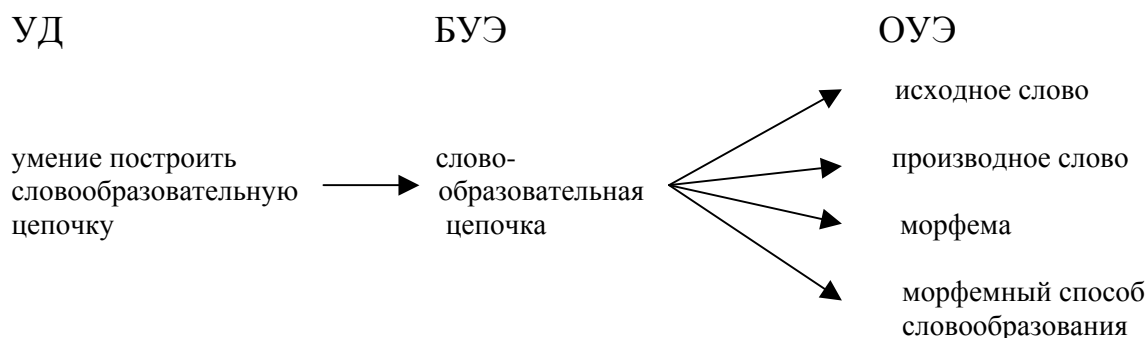 УД БУЭ ОУЭ
исходное слово
умение построить
словообразовательную
цепочку
слово-
образовательная
цепочка
производное слово
морфема
морфемный способ
словообразования